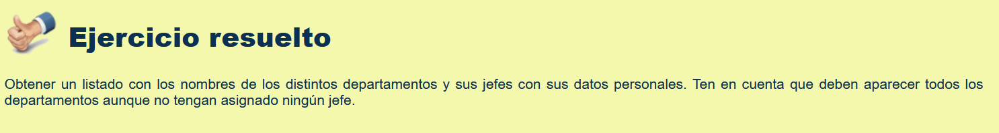 Ejercicio resuelto
Obtener un listado con los nombres de los distintos departamentos y sus jefes con sus datos personales. Ten en cuenta que deben aparecer todos los
departamentos aunque no tengan asignado ningún jefe.